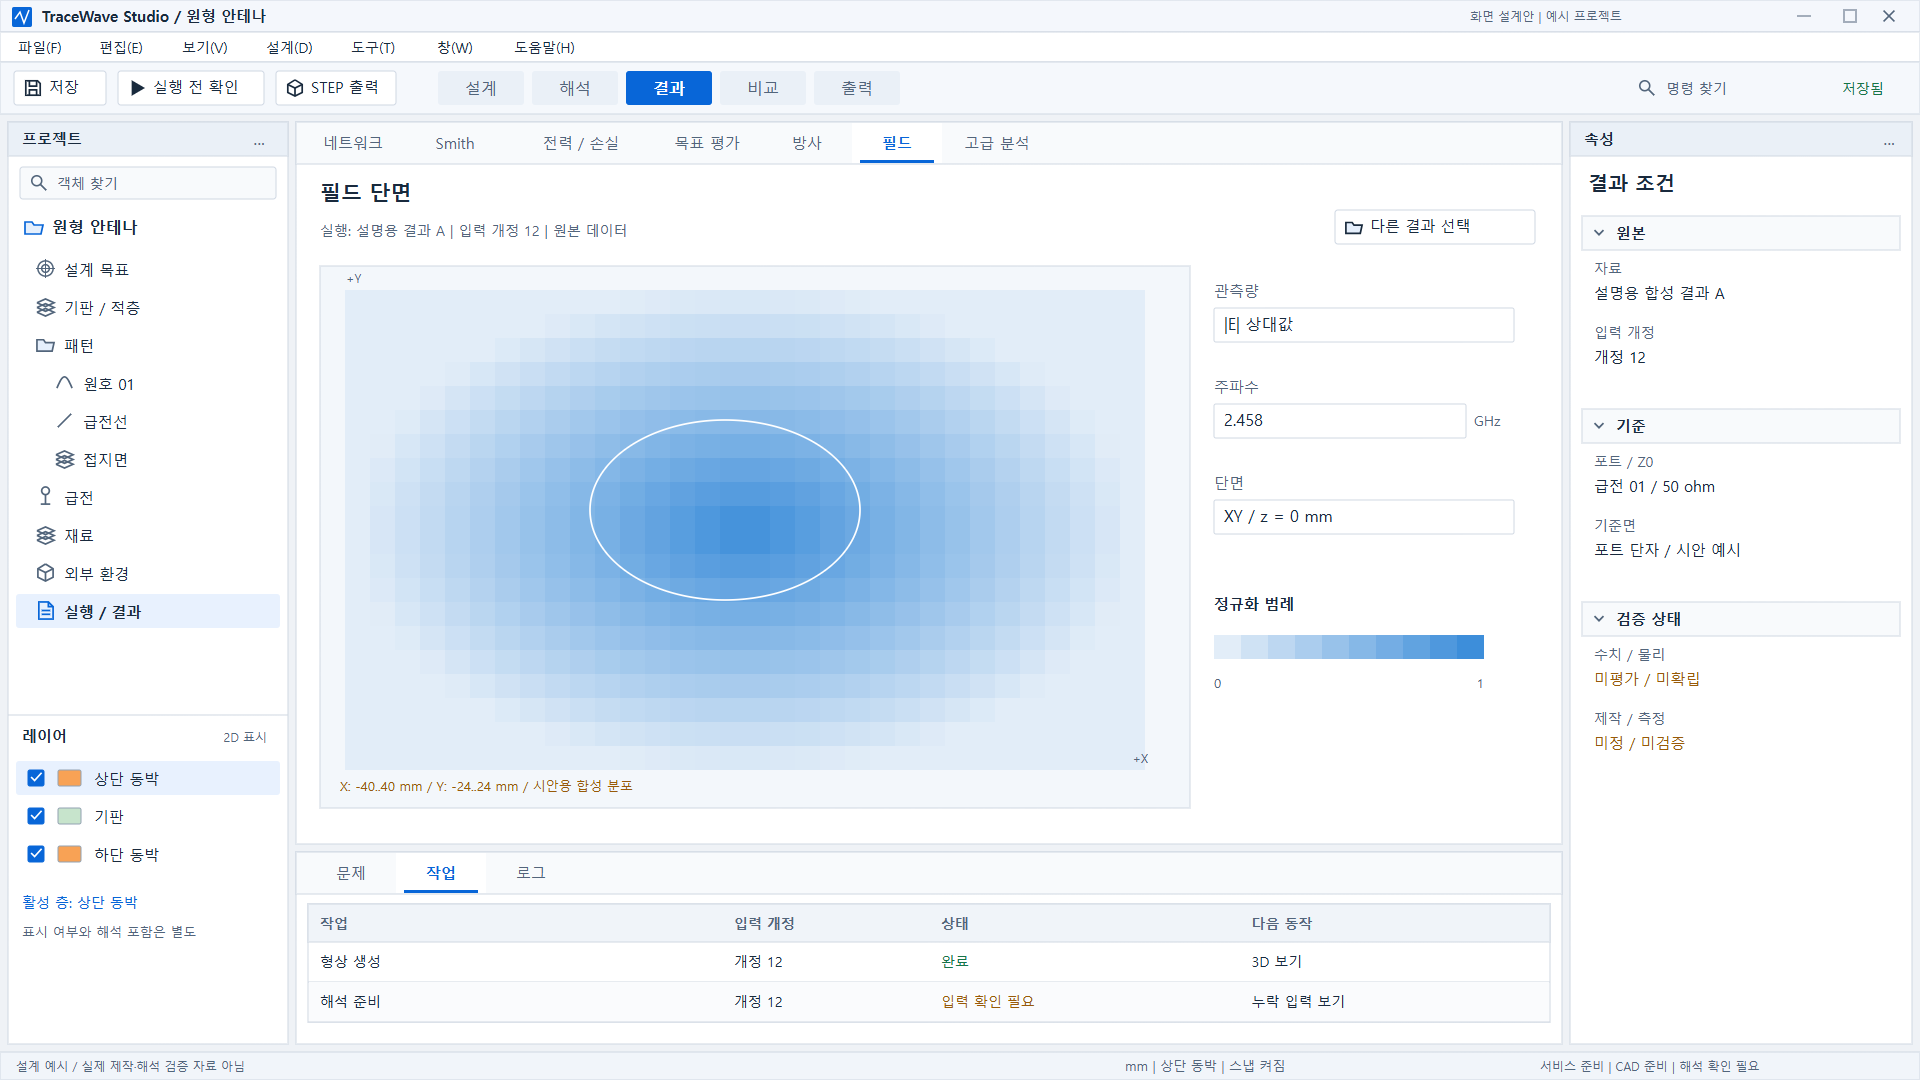 TraceWave Studio / 원형 안테나
화면 설계안 | 예시 프로젝트
파일(F) 편집(E) 보기(V) 설계(D) 도구(T) 창(W) 도움말(H)
저장 실행 전 확인 STEP 출력 설계 해석 결과 비교 출력 명령 찾기 저장됨
프로젝트 ...
객체 찾기
원형 안테나
설계 목표
기판 / 적층
패턴
원호 01
급전선
접지면
급전
재료
외부 환경
실행 / 결과
레이어 2D 표시
상단 동박
기판
하단 동박
활성 층: 상단 동박
표시 여부와 해석 포함은 별도
네트워크 Smith 전력 / 손실 목표 평가 방사 필드 고급 분석
필드 단면
실행: 설명용 결과 A | 입력 개정 12 | 원본 데이터
다른 결과 선택
+Y
+X
X: -40..40 mm / Y: -24..24 mm / 시안용 합성 분포
관측량
|E| 상대값
주파수
2.458 GHz
단면
XY / z = 0 mm
정규화 범례
0 1
문제 작업 로그
작업 입력 개정 상태 다음 동작
형상 생성 개정 12 완료 3D 보기
해석 준비 개정 12 입력 확인 필요 누락 입력 보기
속성 ...
결과 조건
원본
자료
설명용 합성 결과 A
입력 개정
개정 12
기준
포트 / Z0
급전 01 / 50 ohm
기준면
포트 단자 / 시안 예시
검증 상태
수치 / 물리
미평가 / 미확립
제작 / 측정
미정 / 미검증
설계 예시 / 실제 제작·해석 검증 자료 아님
mm | 상단 동박 | 스냅 켜짐
서비스 준비 | CAD 준비 | 해석 확인 필요